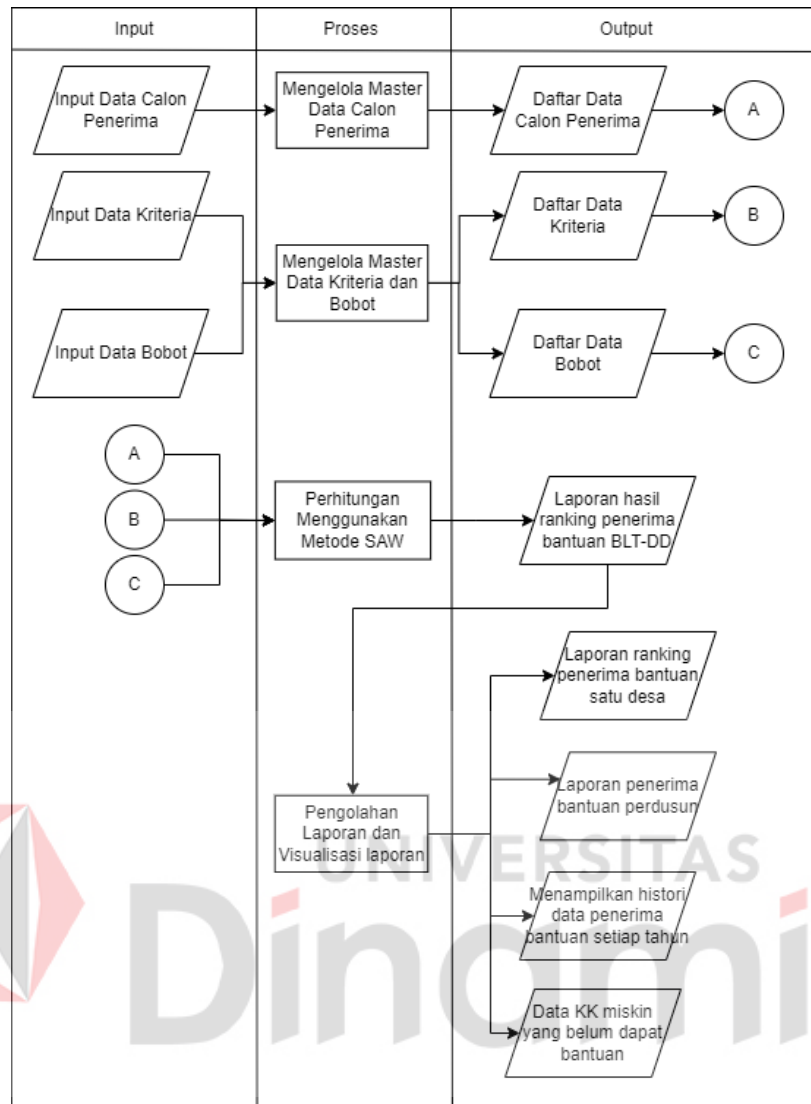 Input
Proses
Output
Input Data Calon
Penerima
Mengelola Master
Data Calon
Penerima
Daftar Data
Calon Penerima
A
Input Data Kriteria
Mengelola Master
Data Kriteria dan
Bobot
Daftar Data
Kriteria
B
Input Data Bobot
Daftar Data
Bobot
C
A
B
C
Perhitungan
Menggunakan
Metode SAW
Laporan hasil
ranking penerima
bantuan BLT-DD
Laporan ranking
penerima bantuan
satu desa
Pengolahan
Laporan dan
Visualisasi laporan
Laporan penerima
bantuan perdusun
Menampilkan histori
data penerima
bantuan setiap tahun
Data KK miskin
yang belum dapat
bantuan
UNIVERSITAS
Dinami